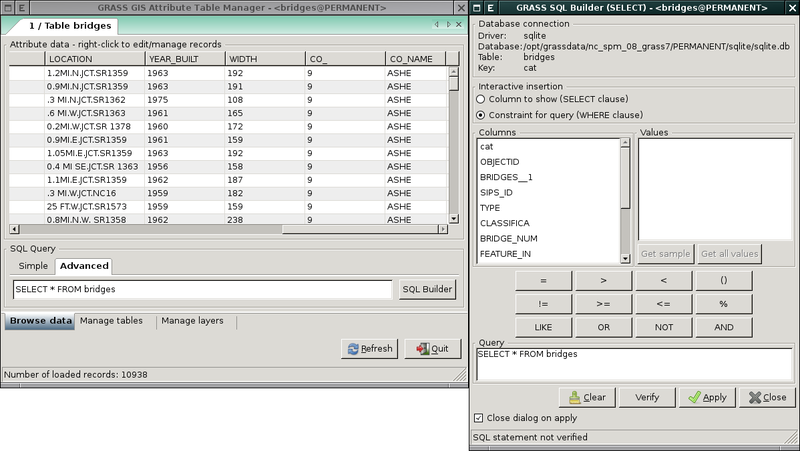 GRASS GIS Attribute Table Manager - <bridges@PERMANENT>
1 / Table bridges
Attribute data - right-click to edit/manage records
LOCATION YEAR_BUILT WIDTH CO_ CO_NAME
1.2MI.N.JCT.SR1359 1963 192 9 ASHE
0.9MI.N.JCT.SR1359 1963 191 9 ASHE
.3 MI.N.JCT.SR1362 1975 108 9 ASHE
.6 MI.W.JCT.SR1363 1961 165 9 ASHE
0.2MI.W.JCT.SR 1378 1960 172 9 ASHE
0.9MI.E.JCT.SR1359 1961 159 9 ASHE
1.05MI.E.JCT.SR1359 1963 192 9 ASHE
0.4 MI SE.JCT.SR 1363 1956 158 9 ASHE
1.1MI.E.JCT.SR1359 1962 187 9 ASHE
.3 MI.W.JCT.NC16 1959 182 9 ASHE
25 FT.W.JCT.SR1573 1959 159 9 ASHE
0.8MI.N.W. SR1358 1962 238 9 ASHE
SQL Query
Simple Advanced
SELECT * FROM bridges SQL Builder
Browse data Manage tables Manage layers
Refresh Quit
Number of loaded records: 10938
GRASS SQL Builder (SELECT) - <bridges@PERMANENT>
Database connection
Driver: sqlite
Database:/opt/grassdata/nc_spm_08_grass7/PERMANENT/sqlite/sqlite.db
Table: bridges
Key: cat
Interactive insertion
Column to show (SELECT clause)
Constraint for query (WHERE clause)
Columns Values
cat
OBJECTID
BRIDGES__1
SIPS_ID
TYPE
CLASSIFICA
BRIDGE_NUM
FEATURE_IN
Get sample Get all values
= > < ()
!= >= <= %
LIKE OR NOT AND
Query
SELECT * FROM bridges
Clear Verify Apply Close
Close dialog on apply
SQL statement not verified